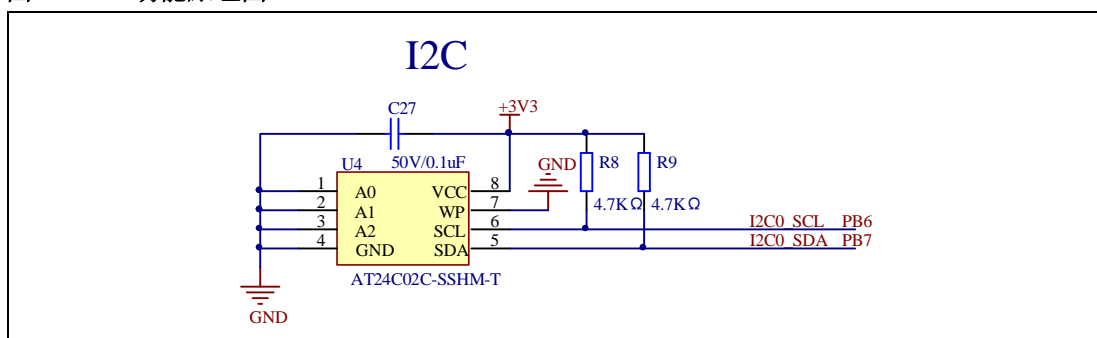 I2C
C27
+3V3
U4
50V/0.1uF
GND
R8
R9
4.7KΩ
4.7KΩ
1
A0
VCC
8
2
A1
WP
7
3
A2
SCL
6
4
GND
SDA
5
I2C0_SCL PB6
I2C0_SDA PB7
AT24C02C-SSHM-T
GND